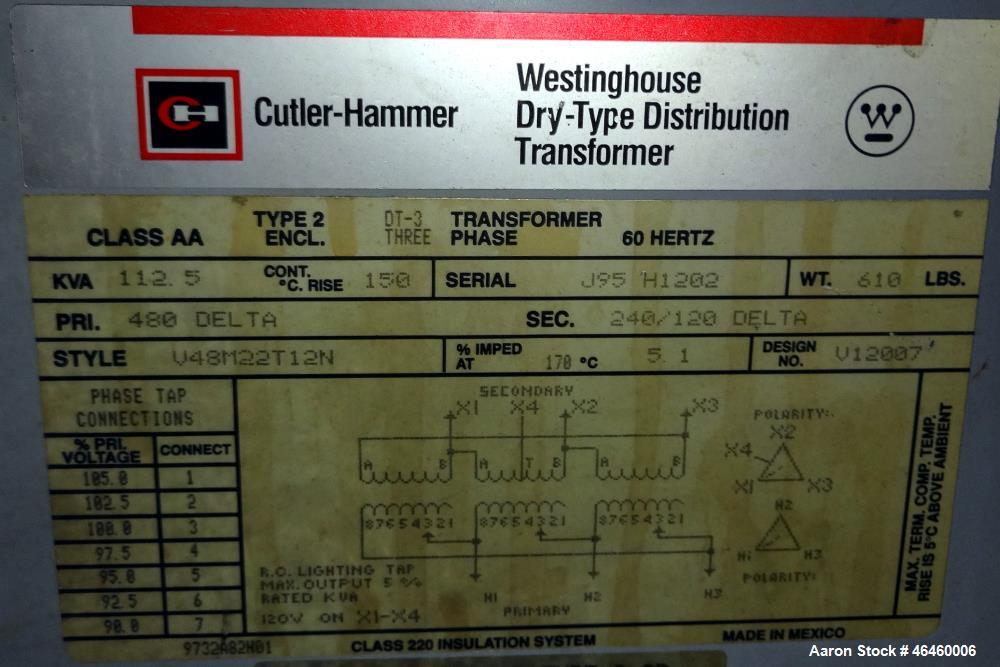 Cutler-Hammer
Westinghouse
Dry-Type Distribution
Transformer
CLASS AA TYPE 2 ENCL. DT-3 THREE TRANSFORMER PHASE 60 HERTZ
KVA 112.5 CONT. °C. RISE 150 SERIAL J95 H1202 WT. 610 LBS.
PRI. 480 DELTA SEC. 240/120 DELTA
STYLE V48M22T12N % IMPED AT 170 °C 5.1 DESIGN NO. V12007
PHASE TAP
CONNECTIONS
% PRI. VOLTAGE CONNECT
105.0 1
102.5 2
100.0 3
97.5 4
95.0 5
92.5 6
90.0 7
SECONDARY
X1 X4 X2 X3
A B A T B A B
87654321 87654321 87654321
H1 H2 H3
PRIMARY
R.C. LIGHTING TAP
MAX. OUTPUT 5 %
RATED KVA
120V ON X1-X4
POLARITY:
X2
X4
X1 X3
H2
H1 H3
POLARITY:
MAX. TERM. COMP. TEMP.
RISE IS 5°C ABOVE AMBIENT
9732A82H01 CLASS 220 INSULATION SYSTEM MADE IN MEXICO
Aaron Stock # 46460006